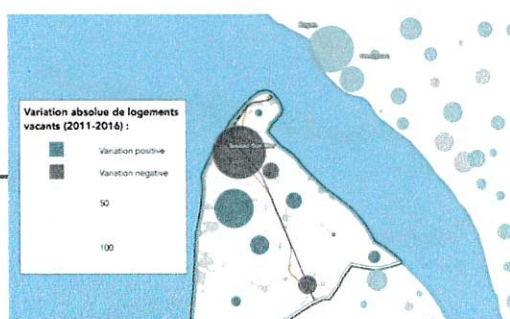 Variation absolue de logements
vacants (2011-2016) :
Variation positive
Variation négative
50
100